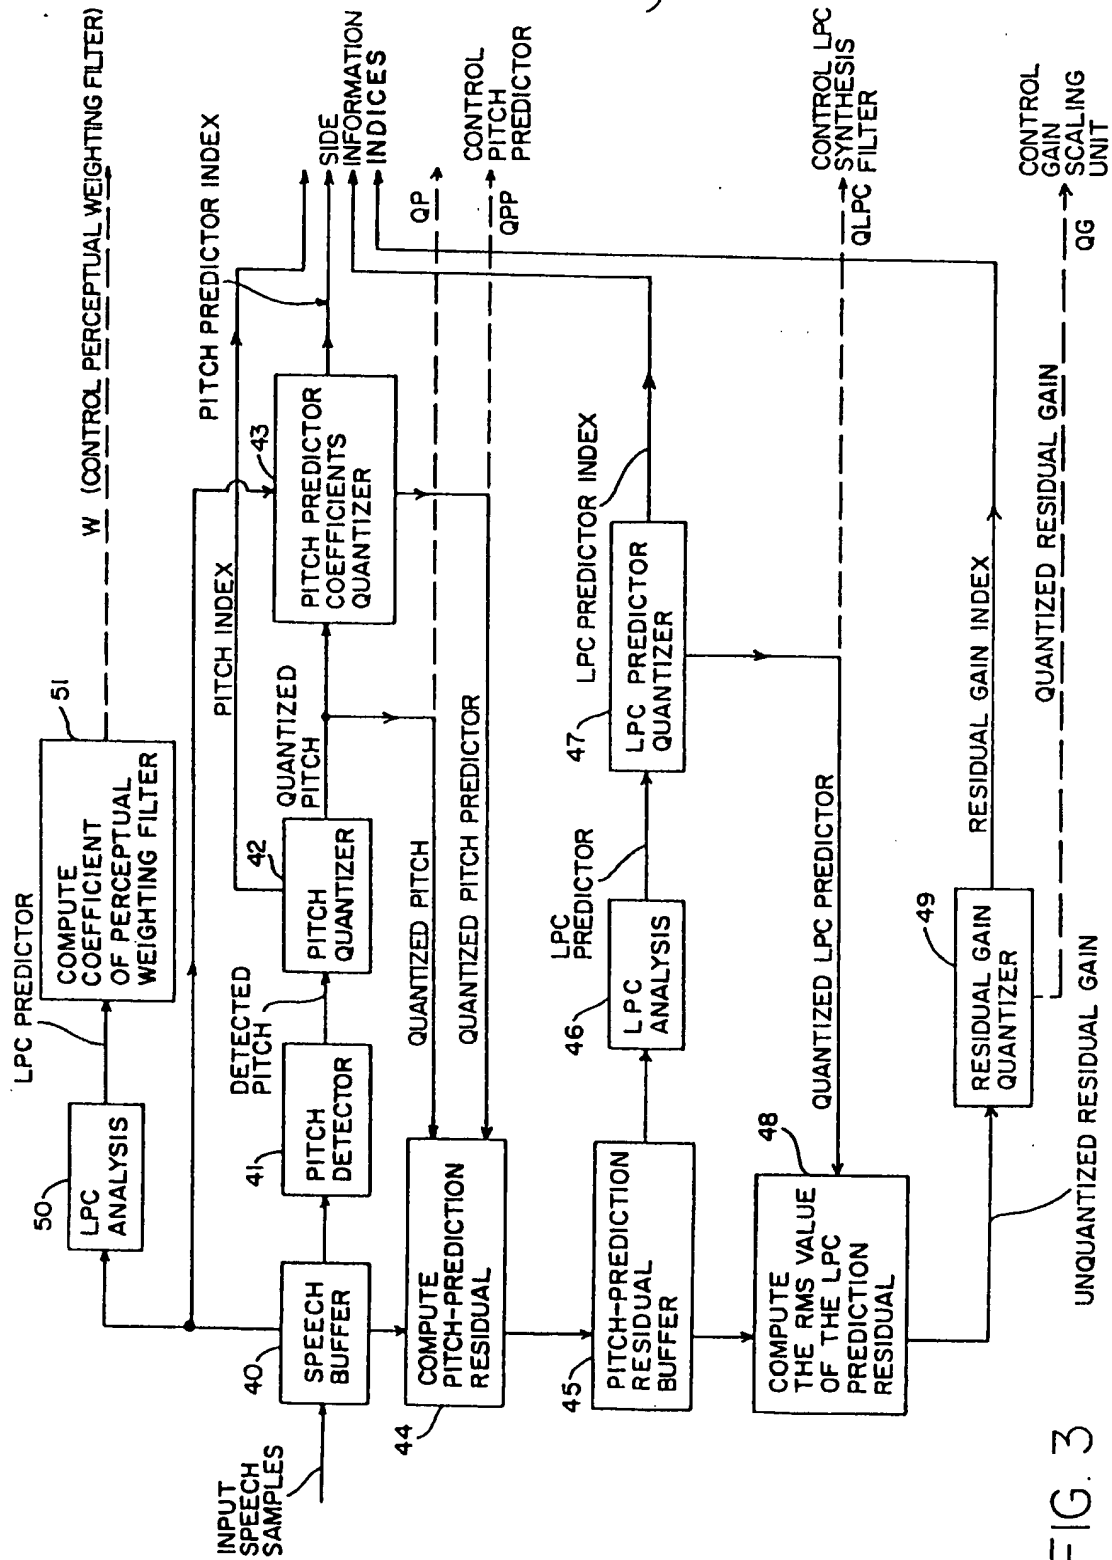 W (CONTROL PERCEPTUAL WEIGHTING FILTER)
LPC PREDICTOR
50
LPC
ANALYSIS
51
COMPUTE
COEFFICIENT
OF PERCEPTUAL
WEIGHTING FILTER
PITCH INDEX
PITCH PREDICTOR INDEX
INPUT
SPEECH
SAMPLES
40
SPEECH
BUFFER
41
PITCH
DETECTOR
DETECTED
PITCH
42
PITCH
QUANTIZER
QUANTIZED
PITCH
43
PITCH PREDICTOR
COEFFICIENTS
QUANTIZER
SIDE
INFORMATION
INDICES
44
COMPUTE
PITCH-PREDICTION
RESIDUAL
QUANTIZED PITCH
QUANTIZED PITCH PREDICTOR
QP
QPP
CONTROL
PITCH
PREDICTOR
45
PITCH-PREDICTION
RESIDUAL
BUFFER
46
LPC
ANALYSIS
LPC
PREDICTOR
47
LPC PREDICTOR
QUANTIZER
LPC PREDICTOR INDEX
48
COMPUTE
THE RMS VALUE
OF THE LPC
PREDICTION
RESIDUAL
QUANTIZED LPC PREDICTOR
CONTROL LPC
SYNTHESIS
QLPC FILTER
49
RESIDUAL GAIN
QUANTIZER
RESIDUAL GAIN INDEX
QUANTIZED RESIDUAL GAIN
QG
CONTROL
GAIN
SCALING
UNIT
UNQUANTIZED RESIDUAL GAIN
FIG. 3